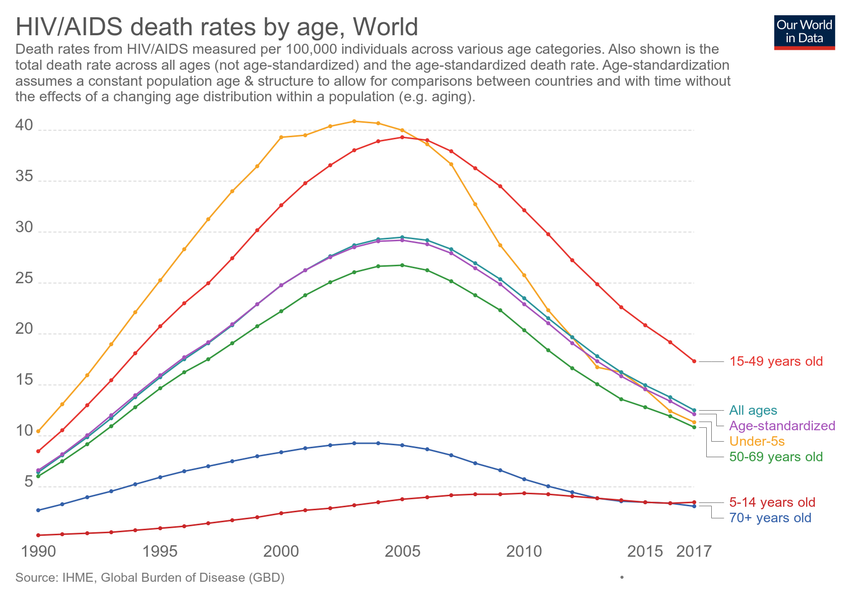 HIV/AIDS death rates by age, World
Our World
in Data
Death rates from HIV/AIDS measured per 100,000 individuals across various age categories. Also shown is the
total death rate across all ages (not age-standardized) and the age-standardized death rate. Age-standardization
assumes a constant population age & structure to allow for comparisons between countries and with time without
the effects of a changing age distribution within a population (e.g. aging).
40
35
30
25
20
15
10
5
15-49 years old
All ages
Age-standardized
Under-5s
50-69 years old
5-14 years old
70+ years old
1990 1995 2000 2005 2010 2015 2017
Source: IHME, Global Burden of Disease (GBD)